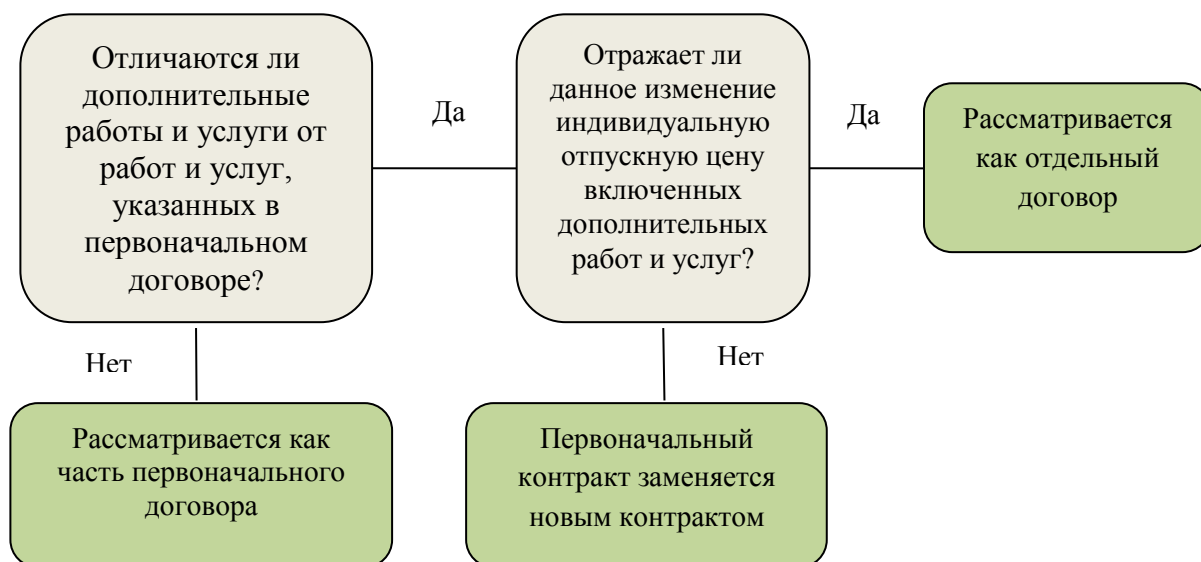 Отличаются ли
дополнительные
работы и услуги от
работ и услуг,
указанных в
первоначальном
договоре?
Да
Отражает ли
данное изменение
индивидуальную
отпускную цену
включенных
дополнительных
работ и услуг?
Да
Рассматривается
как отдельный
договор
Нет
Нет
Рассматривается как
часть первоначального
договора
Первоначальный
контракт заменяется
новым контрактом